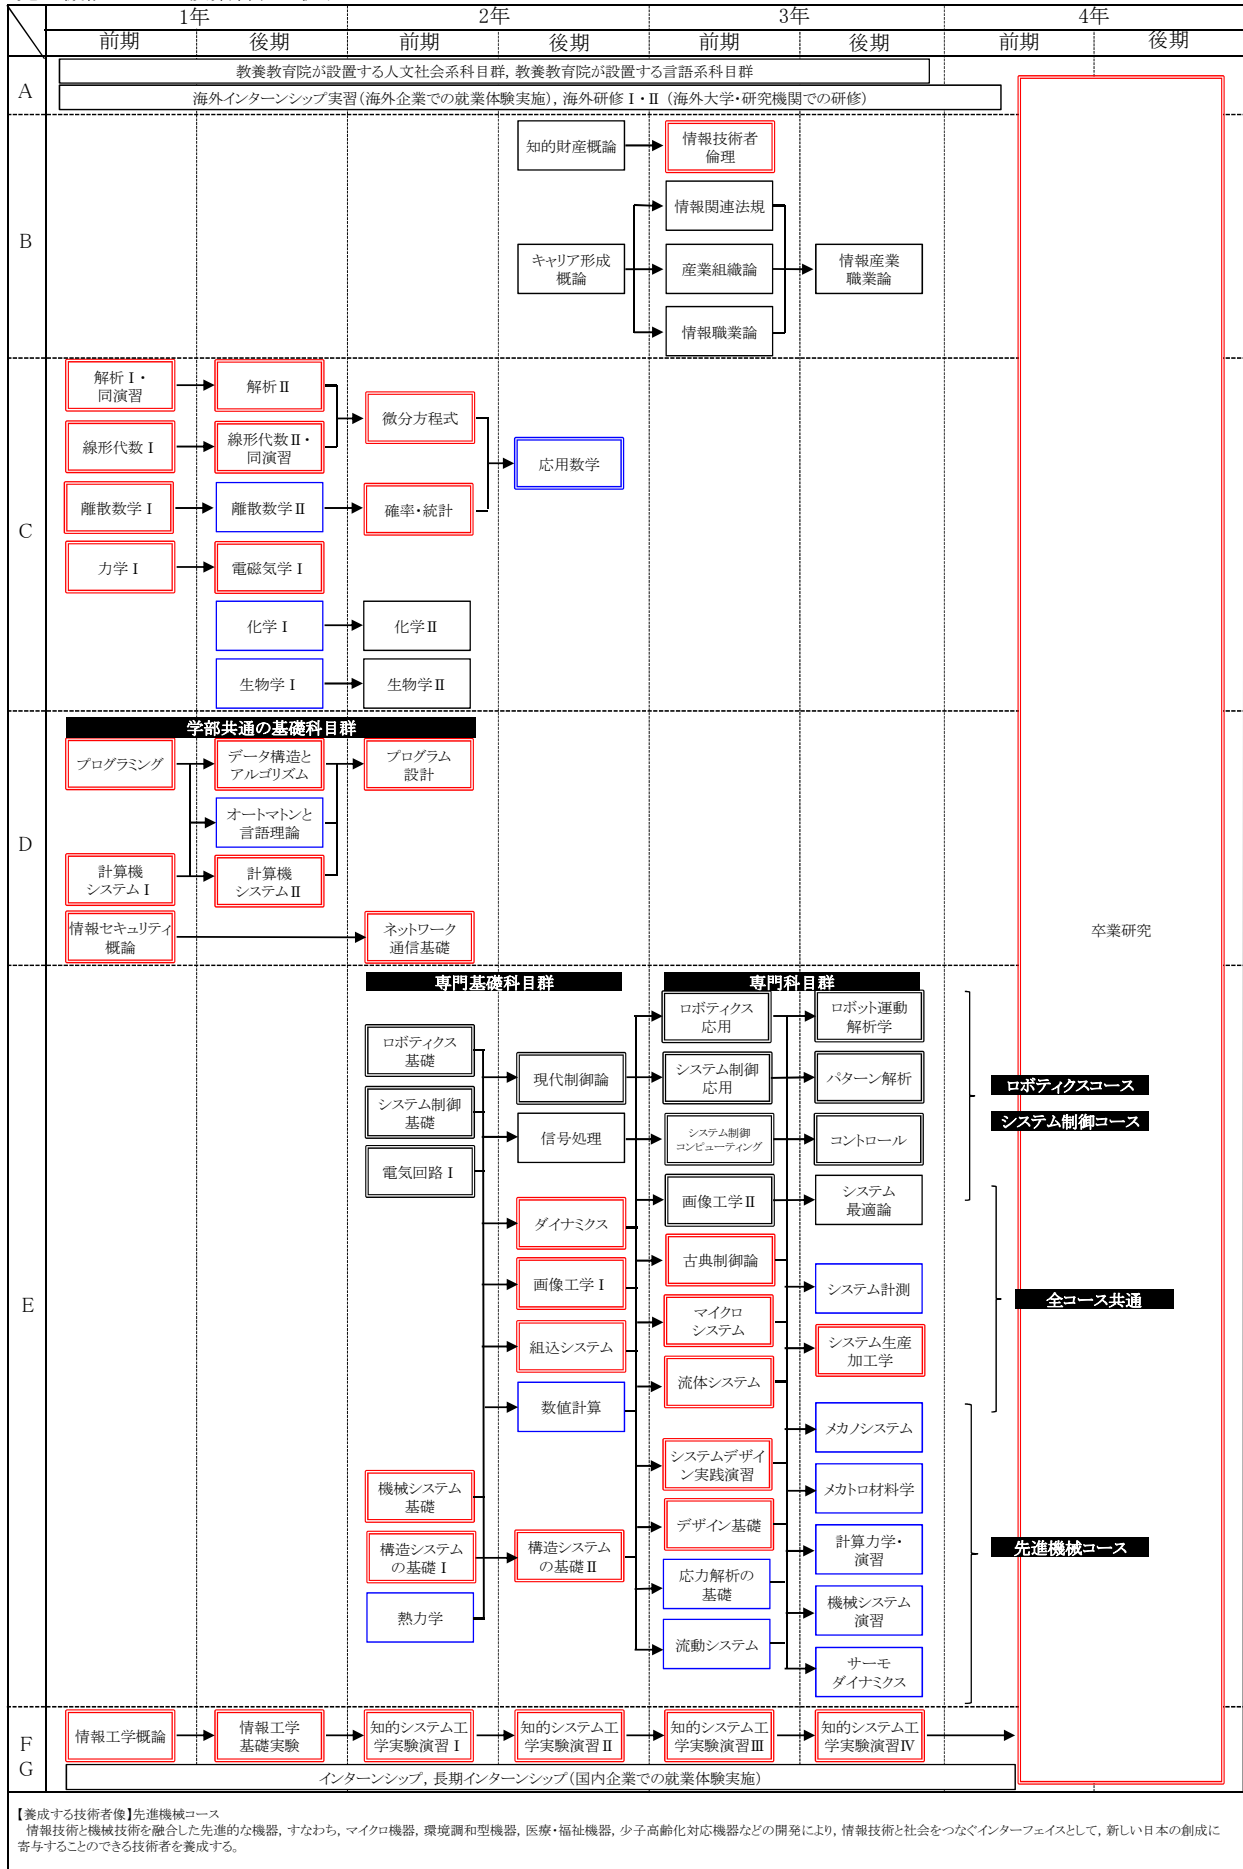 1年
2年
3年
4年
前期
後期
前期
後期
前期
後期
前期
後期
A
教養教育院が設置する人文社会系科目群, 教養教育院が設置する言語系科目群
海外インターンシップ実習(海外企業での就業体験実施), 海外研修Ⅰ・Ⅱ (海外大学・研究機関での研修)
B
知的財産概論
情報技術者
倫理
情報関連法規
キャリア形成
概論
産業組織論
情報産業
職業論
情報職業論
C
解析Ⅰ・
同演習
解析Ⅱ
微分方程式
線形代数Ⅰ
線形代数Ⅱ・
同演習
応用数学
離散数学Ⅰ
離散数学Ⅱ
確率・統計
力学Ⅰ
電磁気学Ⅰ
化学Ⅰ
化学Ⅱ
生物学Ⅰ
生物学Ⅱ
D
学部共通の基礎科目群
プログラミング
データ構造と
アルゴリズム
プログラム
設計
オートマトンと
言語理論
計算機
システムⅠ
計算機
システムⅡ
情報セキュリティ
概論
ネットワーク
通信基礎
卒業研究
E
専門基礎科目群
専門科目群
ロボティクス
基礎
システム制御
基礎
電気回路Ⅰ
機械システム
基礎
構造システム
の基礎Ⅰ
熱力学
現代制御論
信号処理
ダイナミクス
画像工学Ⅰ
組込システム
数値計算
構造システム
の基礎Ⅱ
ロボティクス
応用
システム制御
応用
システム制御
コンピューティング
画像工学Ⅱ
古典制御論
マイクロ
システム
流体システム
システムデザイ
ン実践演習
デザイン基礎
応力解析の
基礎
流動システム
ロボット運動
解析学
パターン解析
コントロール
システム
最適論
システム計測
システム生産
加工学
メカノシステム
メカトロ材料学
計算力学・
演習
機械システム
演習
サーモ
ダイナミクス
ロボティクスコース
システム制御コース
全コース共通
先進機械コース
F
情報工学概論
情報工学
基礎実験
知的システム工
学実験演習Ⅰ
知的システム工
学実験演習Ⅱ
知的システム工
学実験演習Ⅲ
知的システム工
学実験演習Ⅳ
G
インターンシップ, 長期インターンシップ(国内企業での就業体験実施)
【養成する技術者像】先進機械コース
情報技術と機械技術を融合した先進的な機器, すなわち, マイクロ機器, 環境調和型機器, 医療・福祉機器, 少子高齢化対応機器などの開発により, 情報技術と社会をつなぐインターフェイスとして, 新しい日本の創成に
寄与することのできる技術者を養成する。